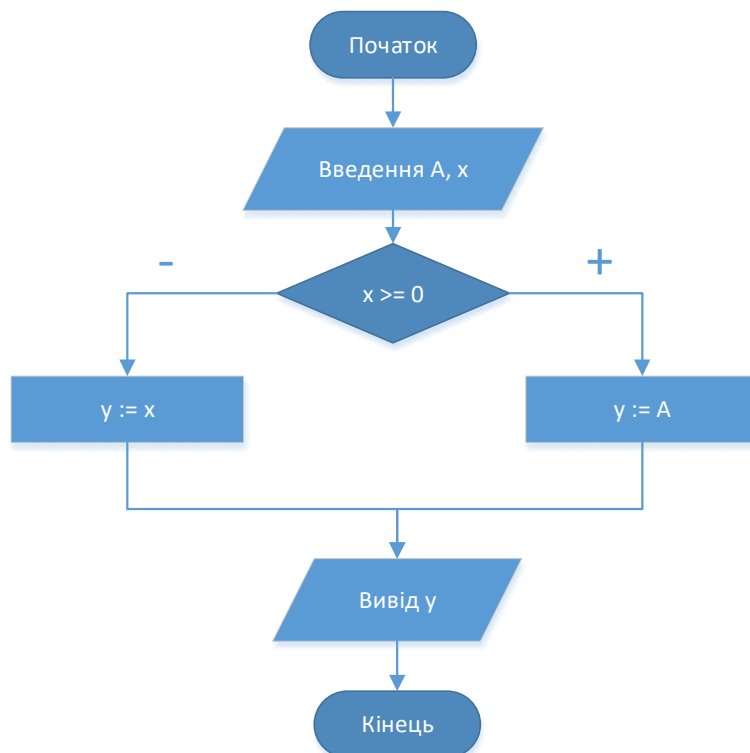 Початок
Введення A, x
-
+
x >= 0
y := x
y := A
Вивід y
Кінець